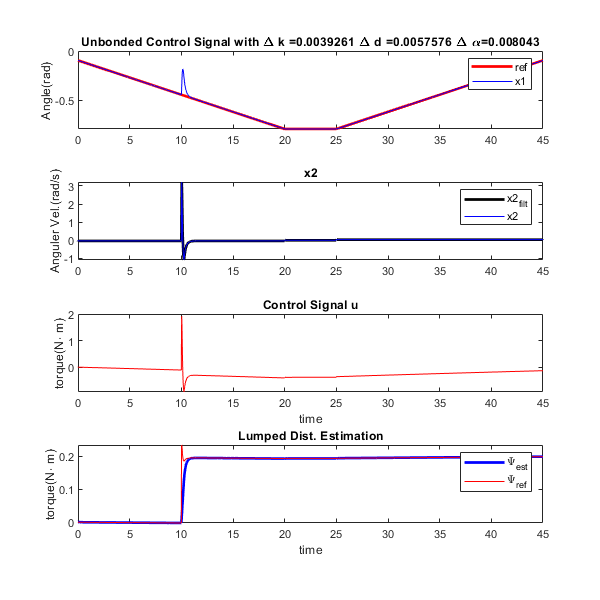 Unbonded Control Signal with Δ k =0.0039261 Δ d =0.0057576 Δ α=0.008043
Angle(rad)
0
-0.5
ref
x1
0 5 10 15 20 25 30 35 40 45
x2
Anguler Vel.(rad/s)
3
2
1
0
-1
x2filt
x2
0 5 10 15 20 25 30 35 40 45
Control Signal u
torque(N· m)
2
0
0 5 10 15 20 25 30 35 40 45
time
Lumped Dist. Estimation
torque(N· m)
0.2
0.1
0
Ψest
Ψref
0 5 10 15 20 25 30 35 40 45
time